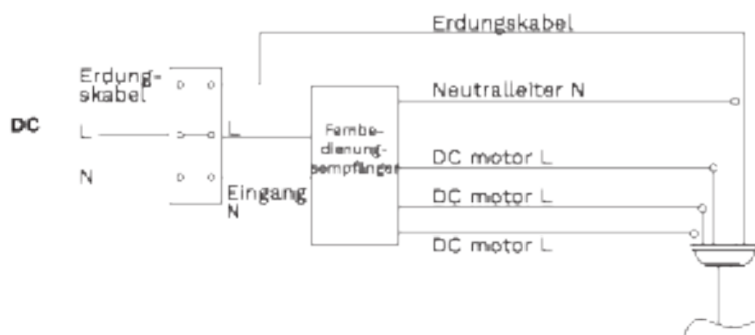 Erdungskabel
Erdung-
skabel
Neutralleiter N
DC
L
L
Fernbe-
dienung-
sempfänger
DC motor L
N
Eingang
N
DC motor L
DC motor L